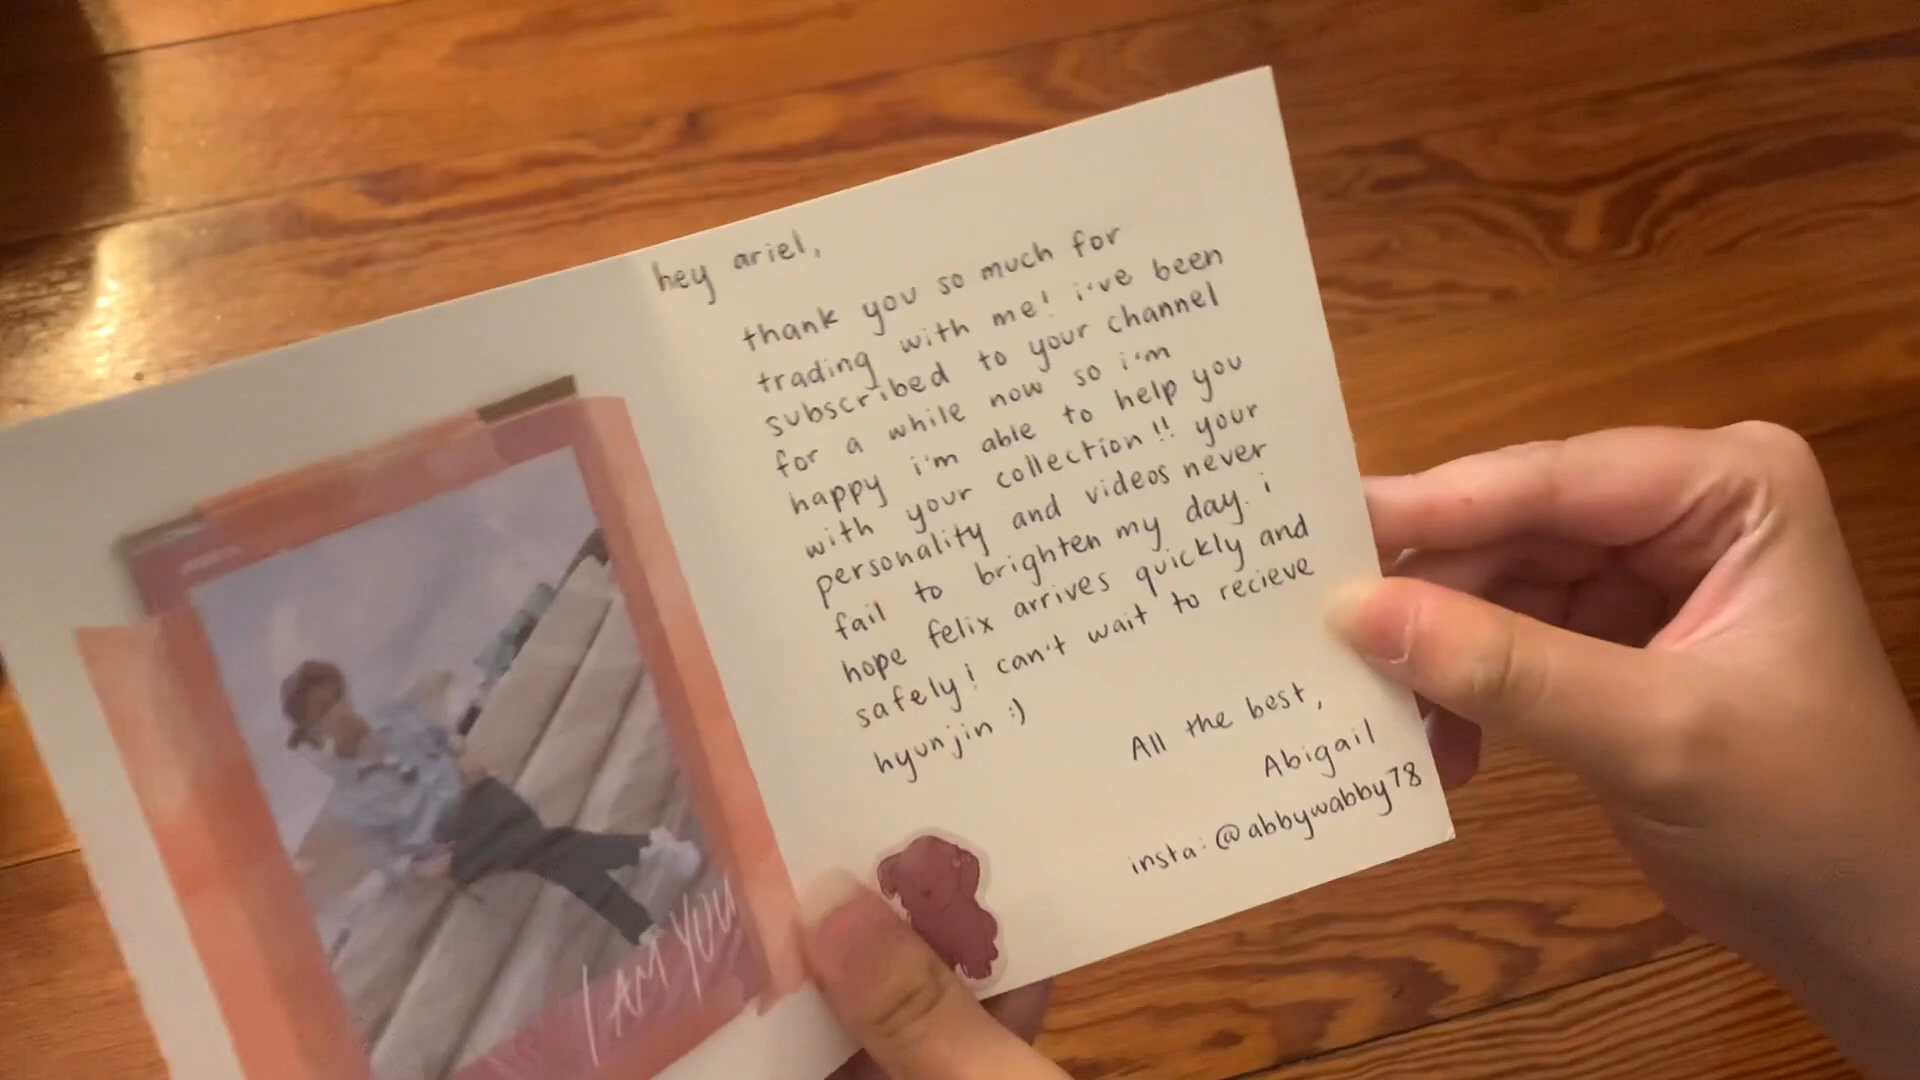 hey ariel,
thank you so much for
trading with me! i've been
subscribed to your channel
for a while now so i'm
happy i'm able to help you
with your collection!! your
personality and videos never
fail to brighten my day. i
hope felix arrives quickly and
safely! can't wait to recieve
hyunjin :)
All the best,
Abigail
insta: @abbywabby78
I AM YOU